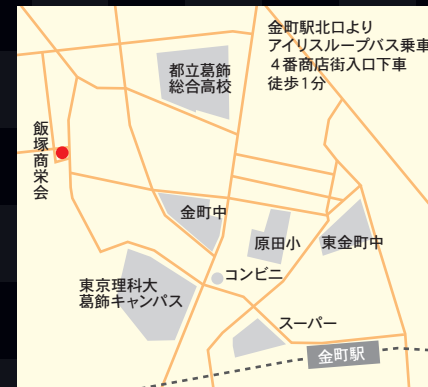 金町駅北口より
アイリスループバス乗車
４番商店街入口下車
徒歩1分
都立葛飾
総合高校
飯塚商栄会
金町中
原田小
東金町中
コンビニ
東京理科大
葛飾キャンパス
スーパー
金町駅